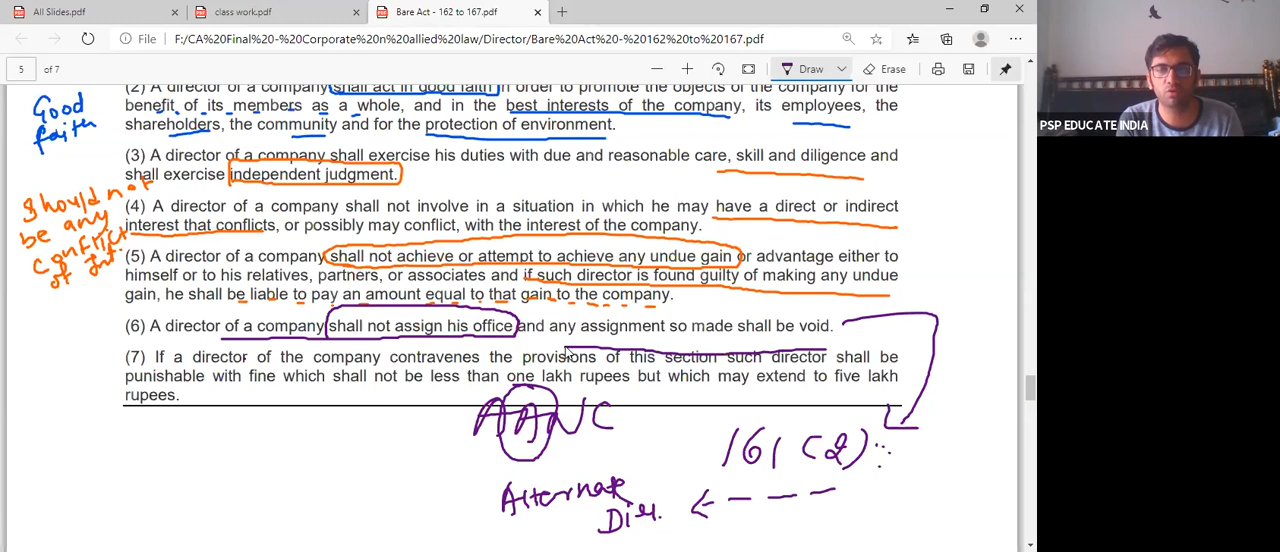 All Slides.pdf
class work.pdf
Bare Act - 162 to 167.pdf
File
F:/CA%20Final%20-%20Corporate%20n%20allied%20law/Director/Bare%20Act%20-%20162%20to%20167.pdf
5 of 7
Draw
Erase
(2) A director of a company shall act in good faith in order to promote the objects of the company for the
benefit of its members as a whole, and in the best interests of the company, its employees, the
shareholders, the community and for the protection of environment.
Good
faith
(3) A director of a company shall exercise his duties with due and reasonable care, skill and diligence and
shall exercise independent judgment.
(4) A director of a company shall not involve in a situation in which he may have a direct or indirect
interest that conflicts, or possibly may conflict, with the interest of the company.
Should not
be any
conflict
of Int.
(5) A director of a company shall not achieve or attempt to achieve any undue gain or advantage either to
himself or to his relatives, partners, or associates and if such director is found guilty of making any undue
gain, he shall be liable to pay an amount equal to that gain to the company.
(6) A director of a company shall not assign his office and any assignment so made shall be void.
(7) If a director of the company contravenes the provisions of this section such director shall be
punishable with fine which shall not be less than one lakh rupees but which may extend to five lakh
rupees.
AANC
161 (2)
Alternate
Dir.
PSP EDUCATE INDIA